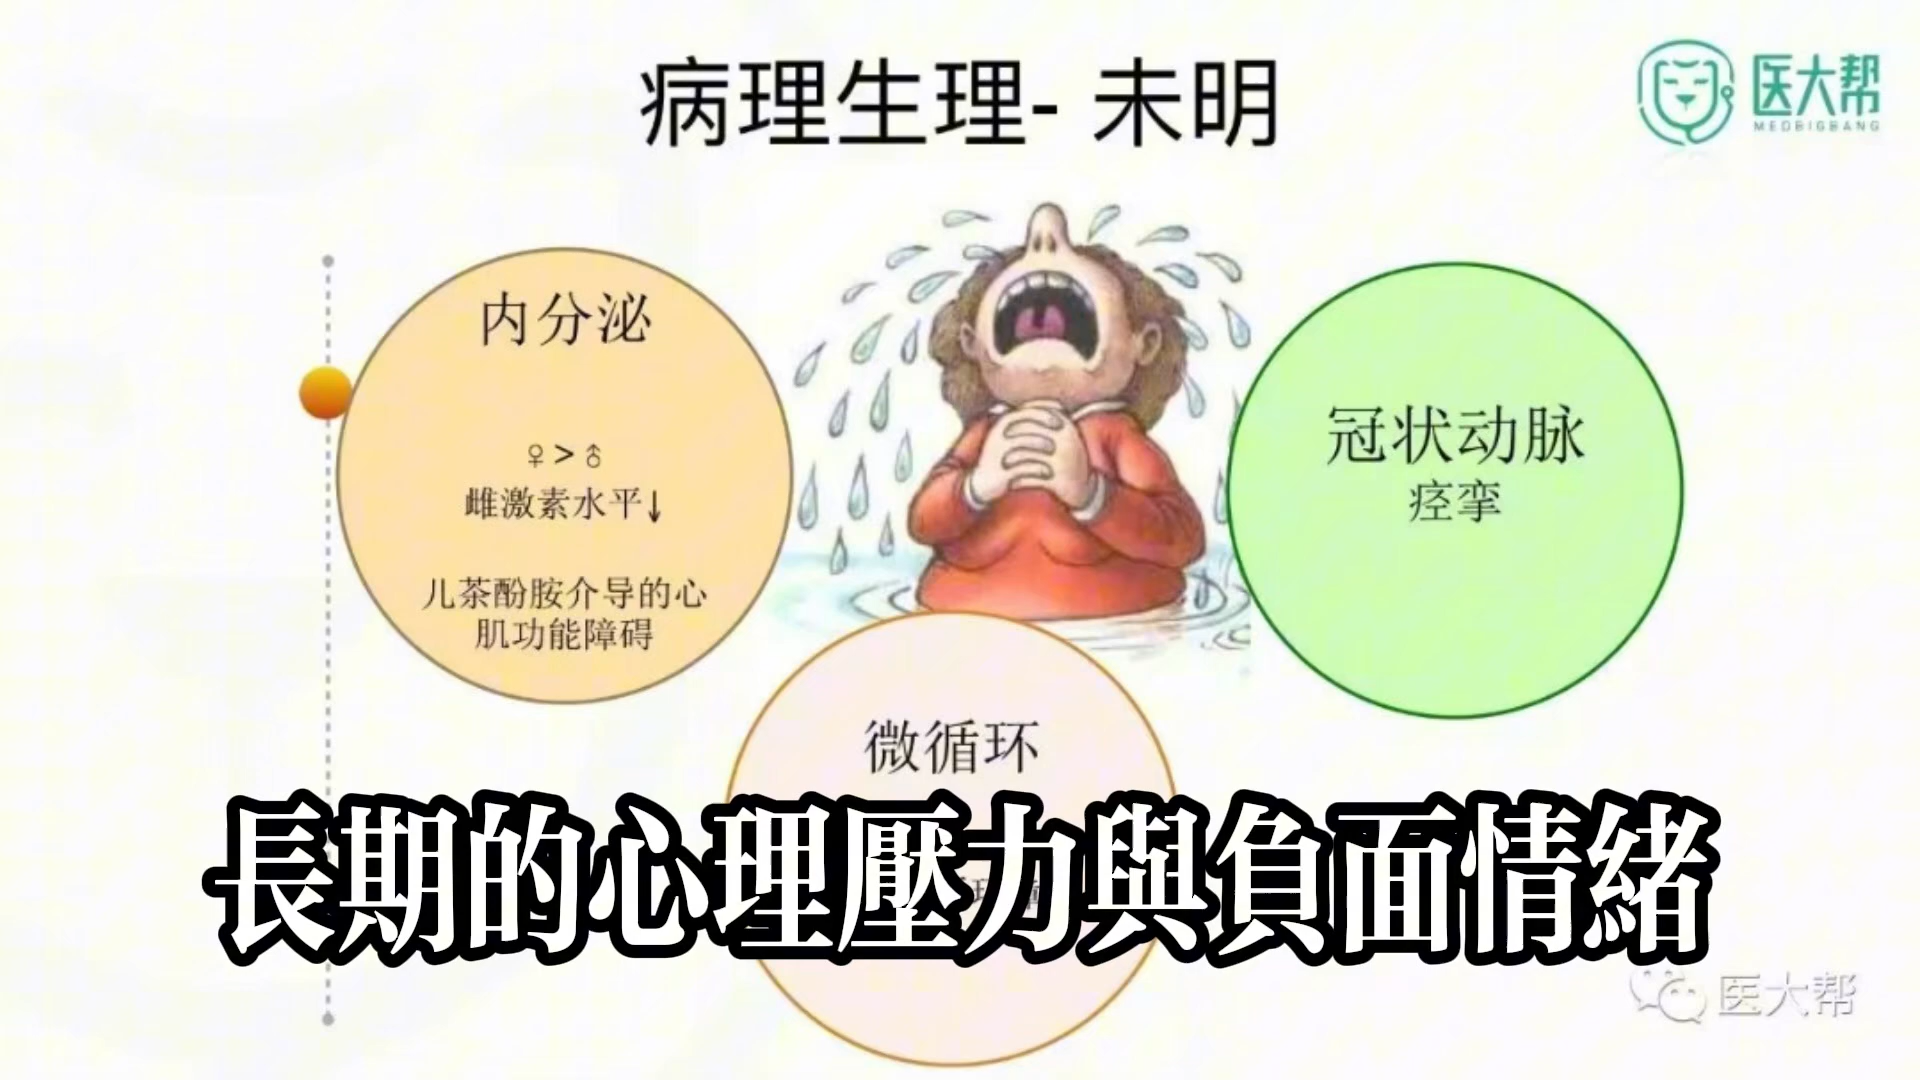 病理生理- 未明
医大帮
MEDBIGBANG
内分泌
♀>♂
雌激素水平↓
儿茶酚胺介导的心
肌功能障碍
冠状动脉
痉挛
微循环
長期的心理壓力與負面情緒
医大帮